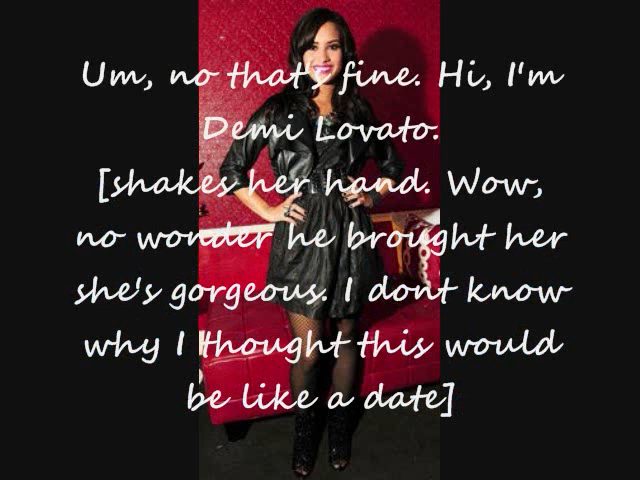 Um, no that's fine. Hi, I'm
Demi Lovato.
[shakes her hand. Wow,
no wonder he brought her
she's gorgeous. I dont know
why I thought this would
be like a date]